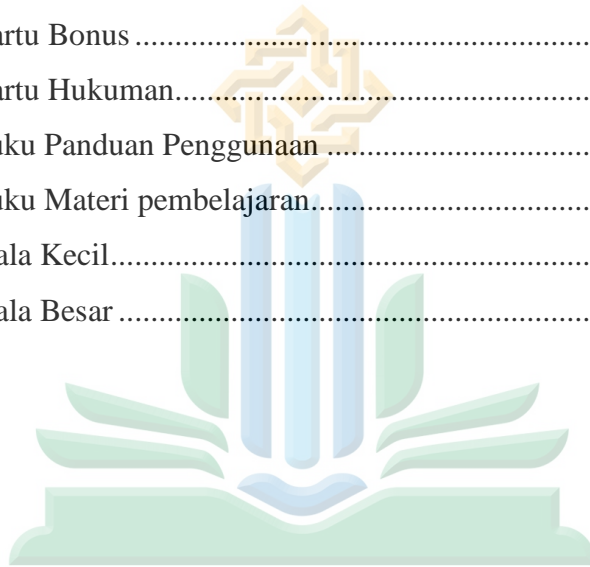 artu Bonus ..........................................................
artu Hukuman....................................................
uku Panduan Penggunaan .................................
uku Materi pembelajaran...................................
ala Kecil.............................................................
ala Besar ............................................................